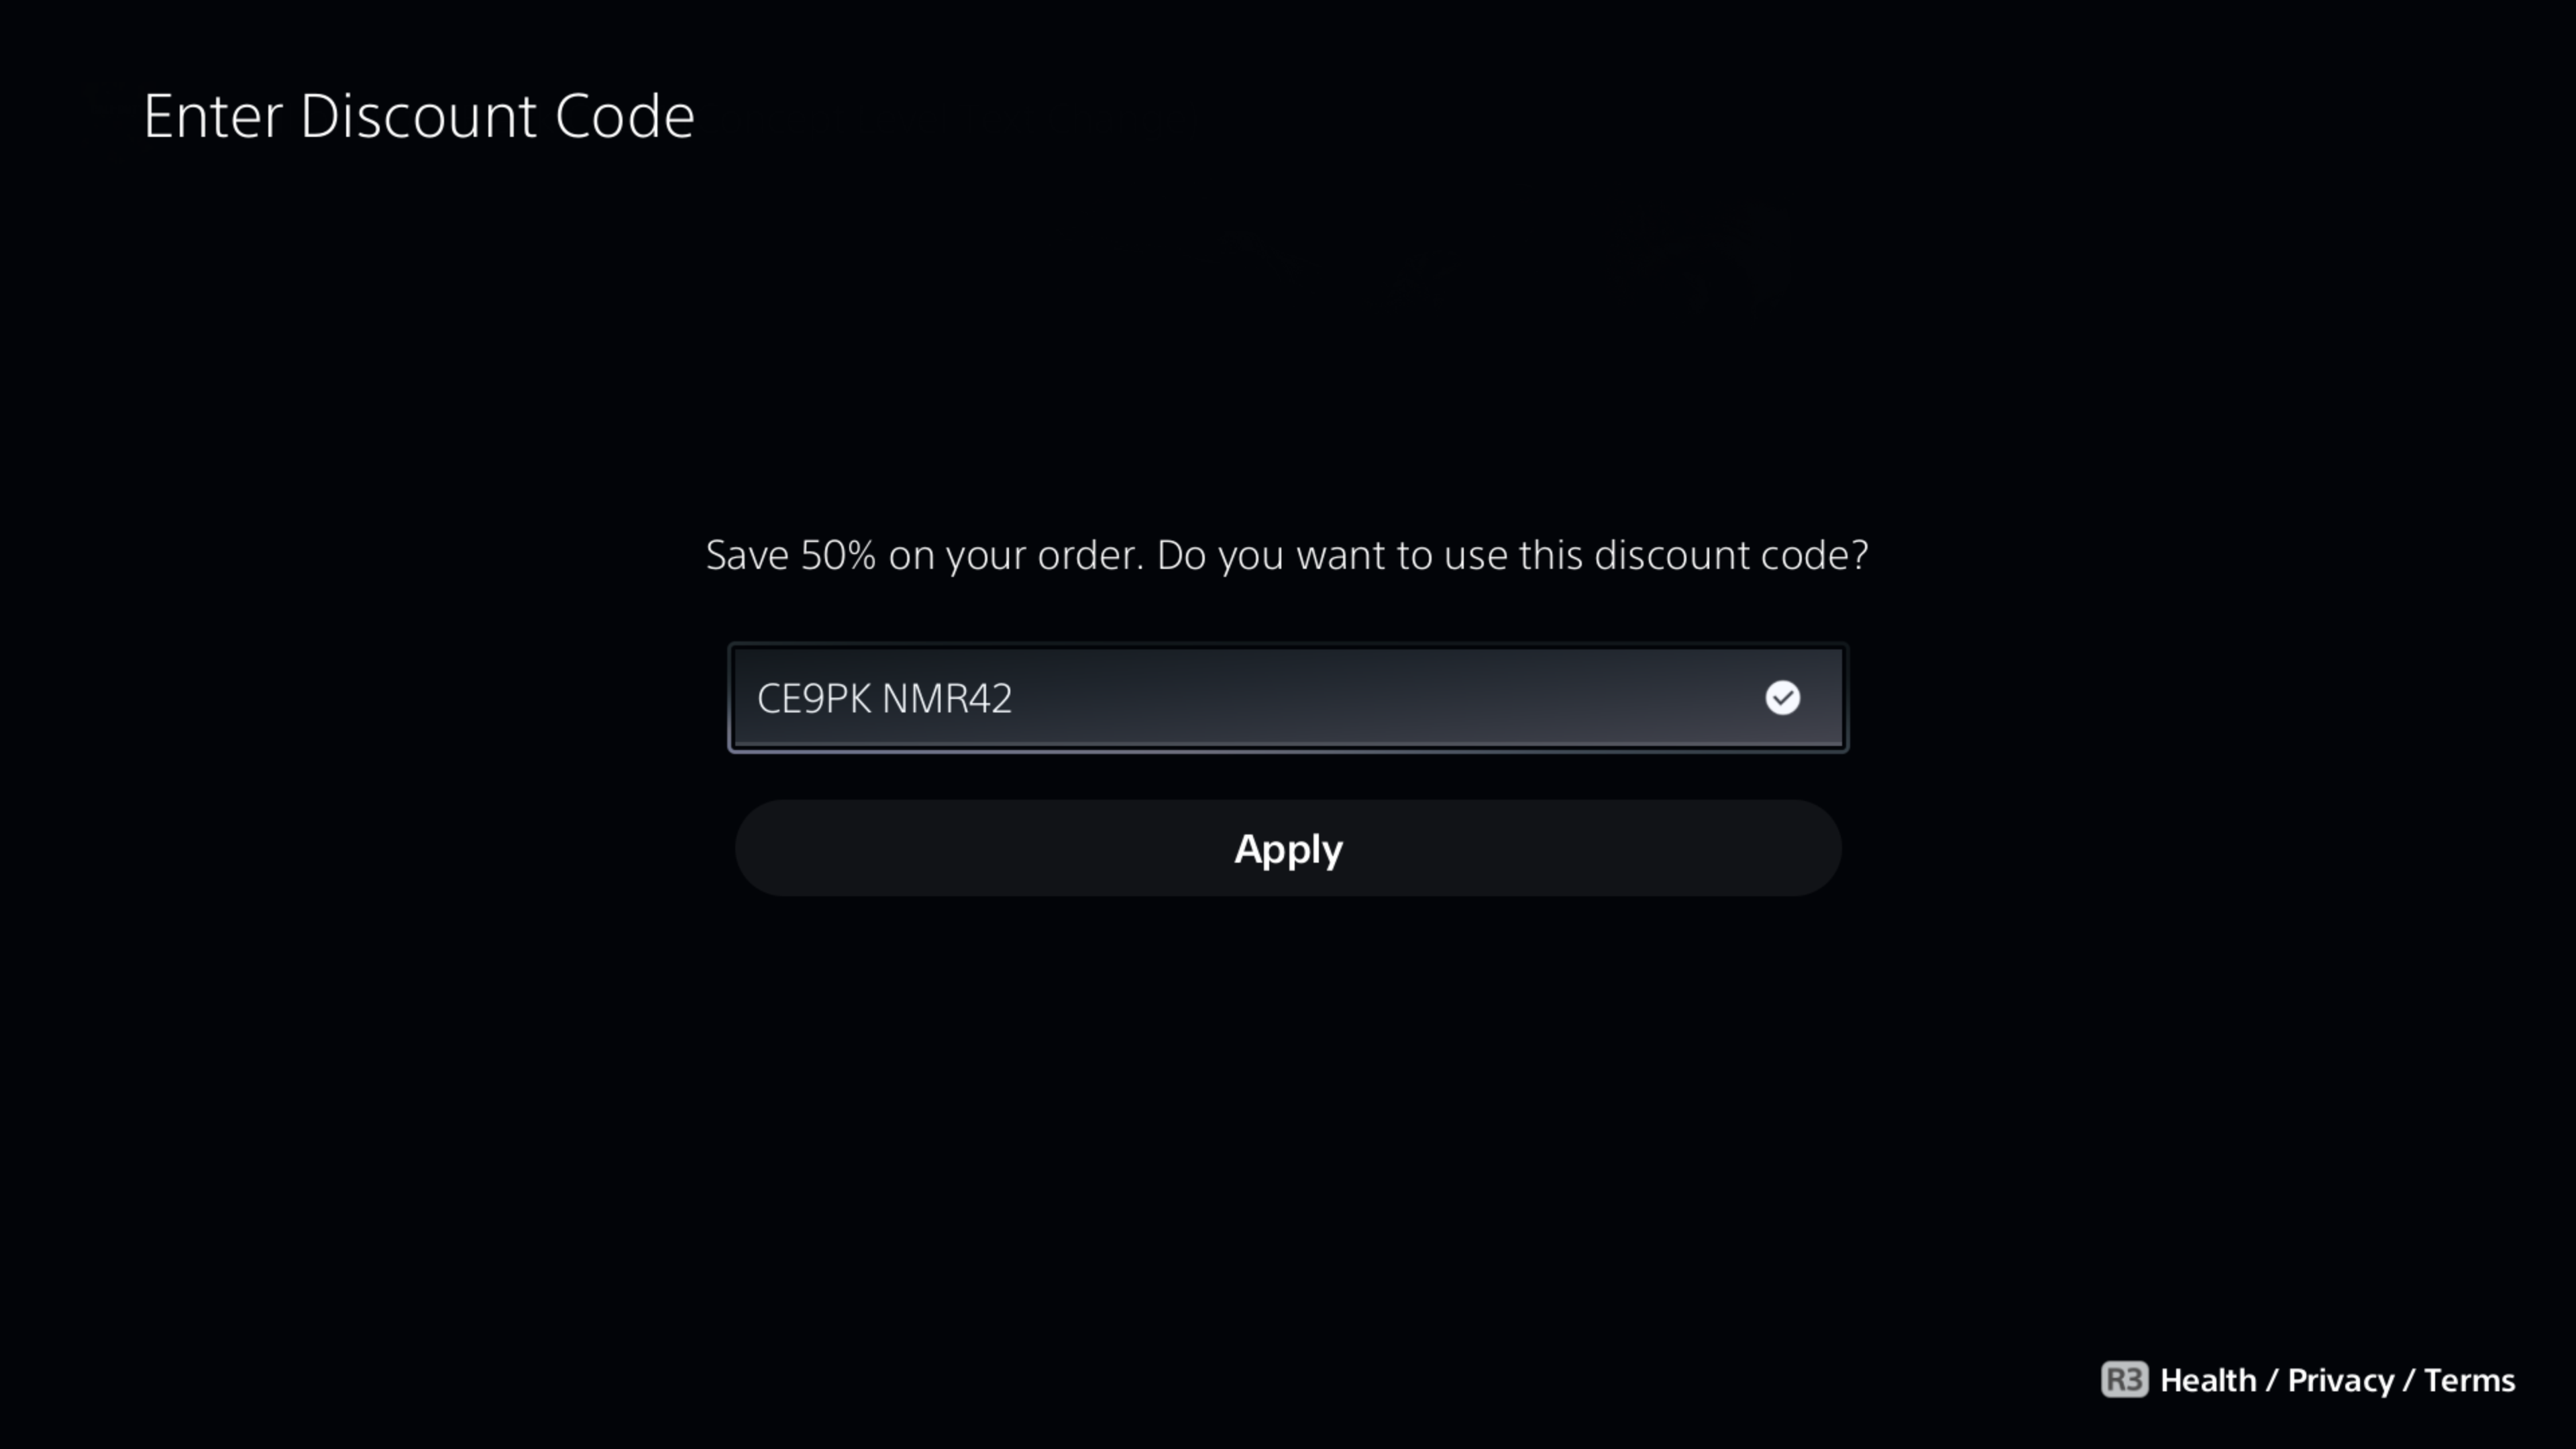 Enter Discount Code
Save 50% on your order. Do you want to use this discount code?
CE9PK NMR42
Apply
R3 Health / Privacy / Terms